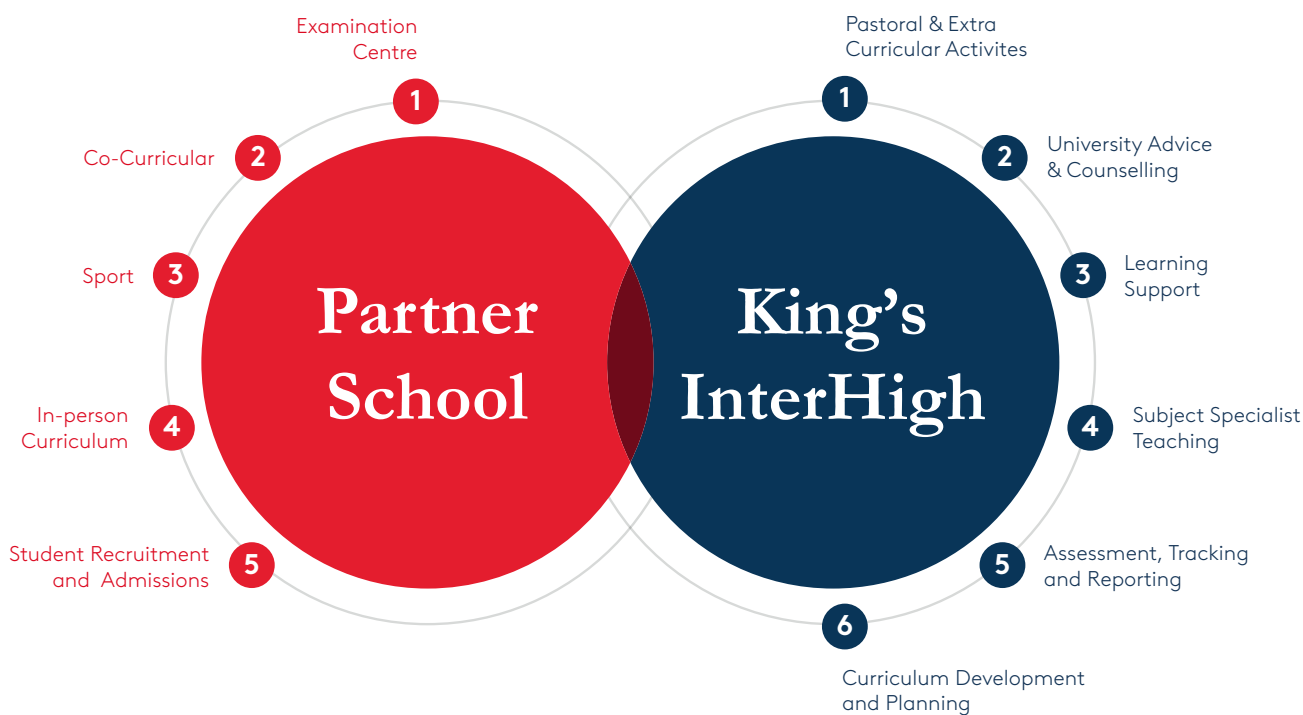 Examination
Centre
1
Co-Curricular
2
Sport
3
In-person
Curriculum
4
Student Recruitment
and Admissions
5
Partner
School
Pastoral & Extra
Curricular Activites
1
University Advice
& Counselling
2
Learning
Support
3
Subject Specialist
Teaching
4
Assessment, Tracking
and Reporting
5
Curriculum Development
and Planning
6
King’s
InterHigh